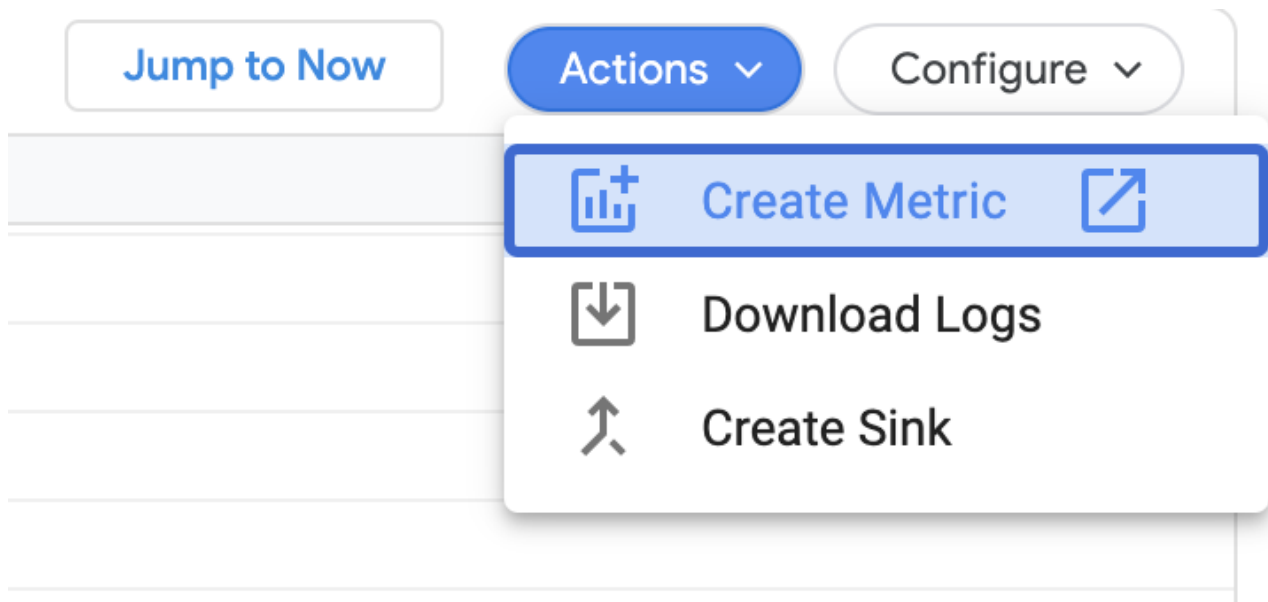 Jump to Now
Actions
Configure
Create Metric
Download Logs
Create Sink